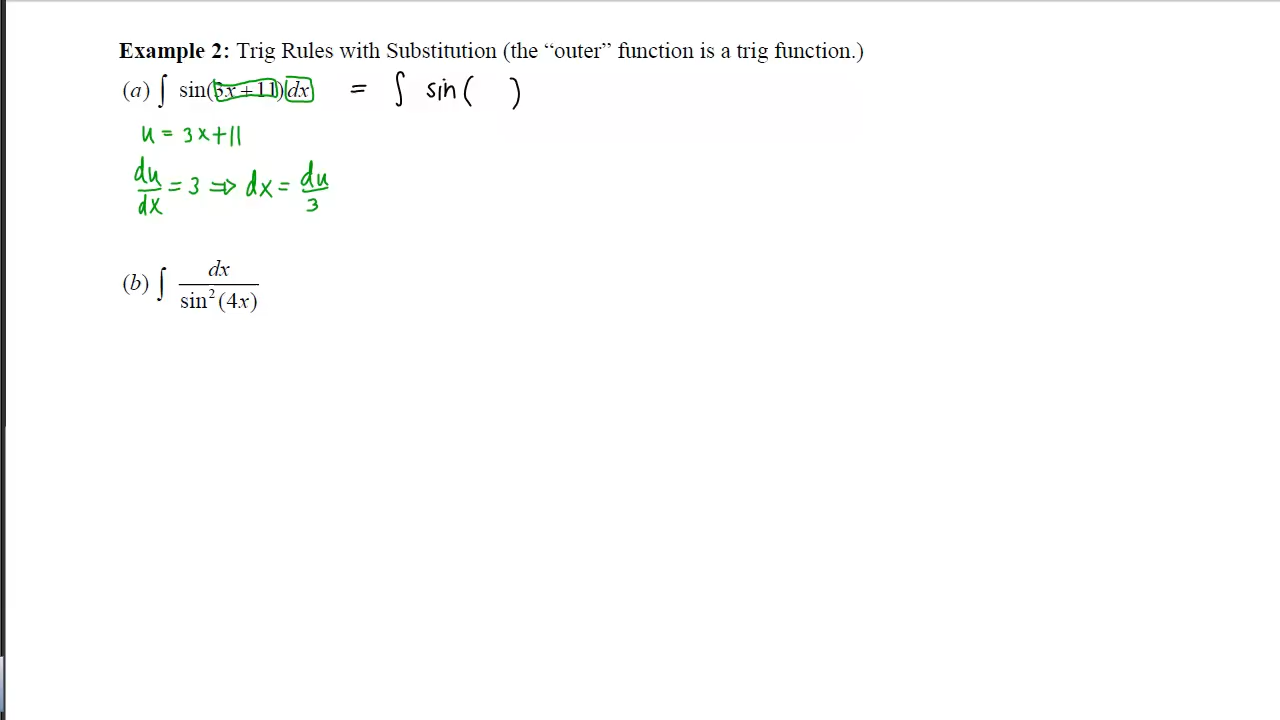 Example 2: Trig Rules with Substitution (the “outer” function is a trig function.)
(a) ∫ sin(3x+11)dx = ∫ sin( )
u = 3x+11
du/dx = 3 ⇒ dx = du/3
(b) ∫ dx/sin²(4x)